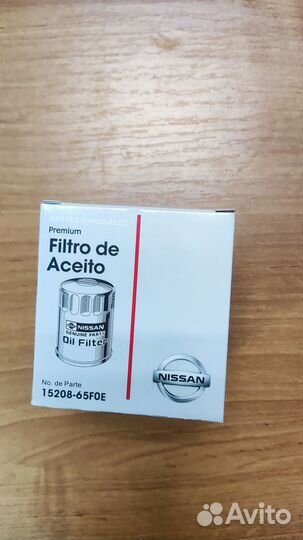 PARTES ORIGINALES
Premium
Filtro de
Aceito
NISSAN
GENUINE PARTS
Oil Filter
No. de Parte
15208-65F0E
NISSAN
Avito